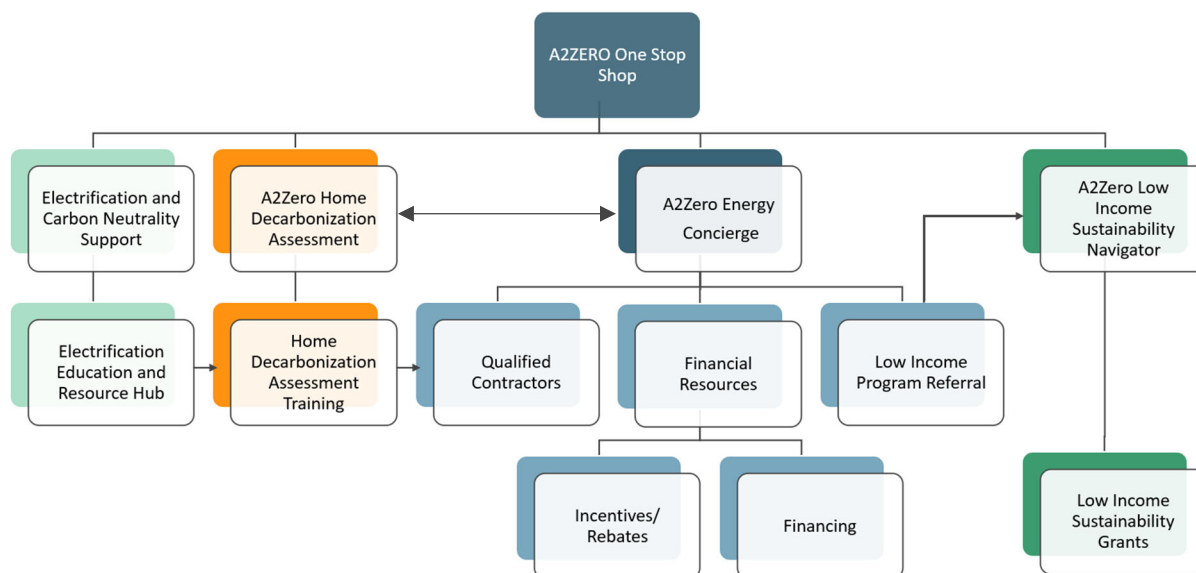 A2ZERO One Stop
Shop
Electrification and
Carbon Neutrality
Support
A2Zero Home
Decarbonization
Assessment
A2Zero Energy
Concierge
A2Zero Low
Income
Sustainability
Navigator
Electrification
Education and
Resource Hub
Home
Decarbonization
Assessment
Training
Qualified
Contractors
Financial
Resources
Low Income
Program Referral
Incentives/
Rebates
Financing
Low Income
Sustainability
Grants